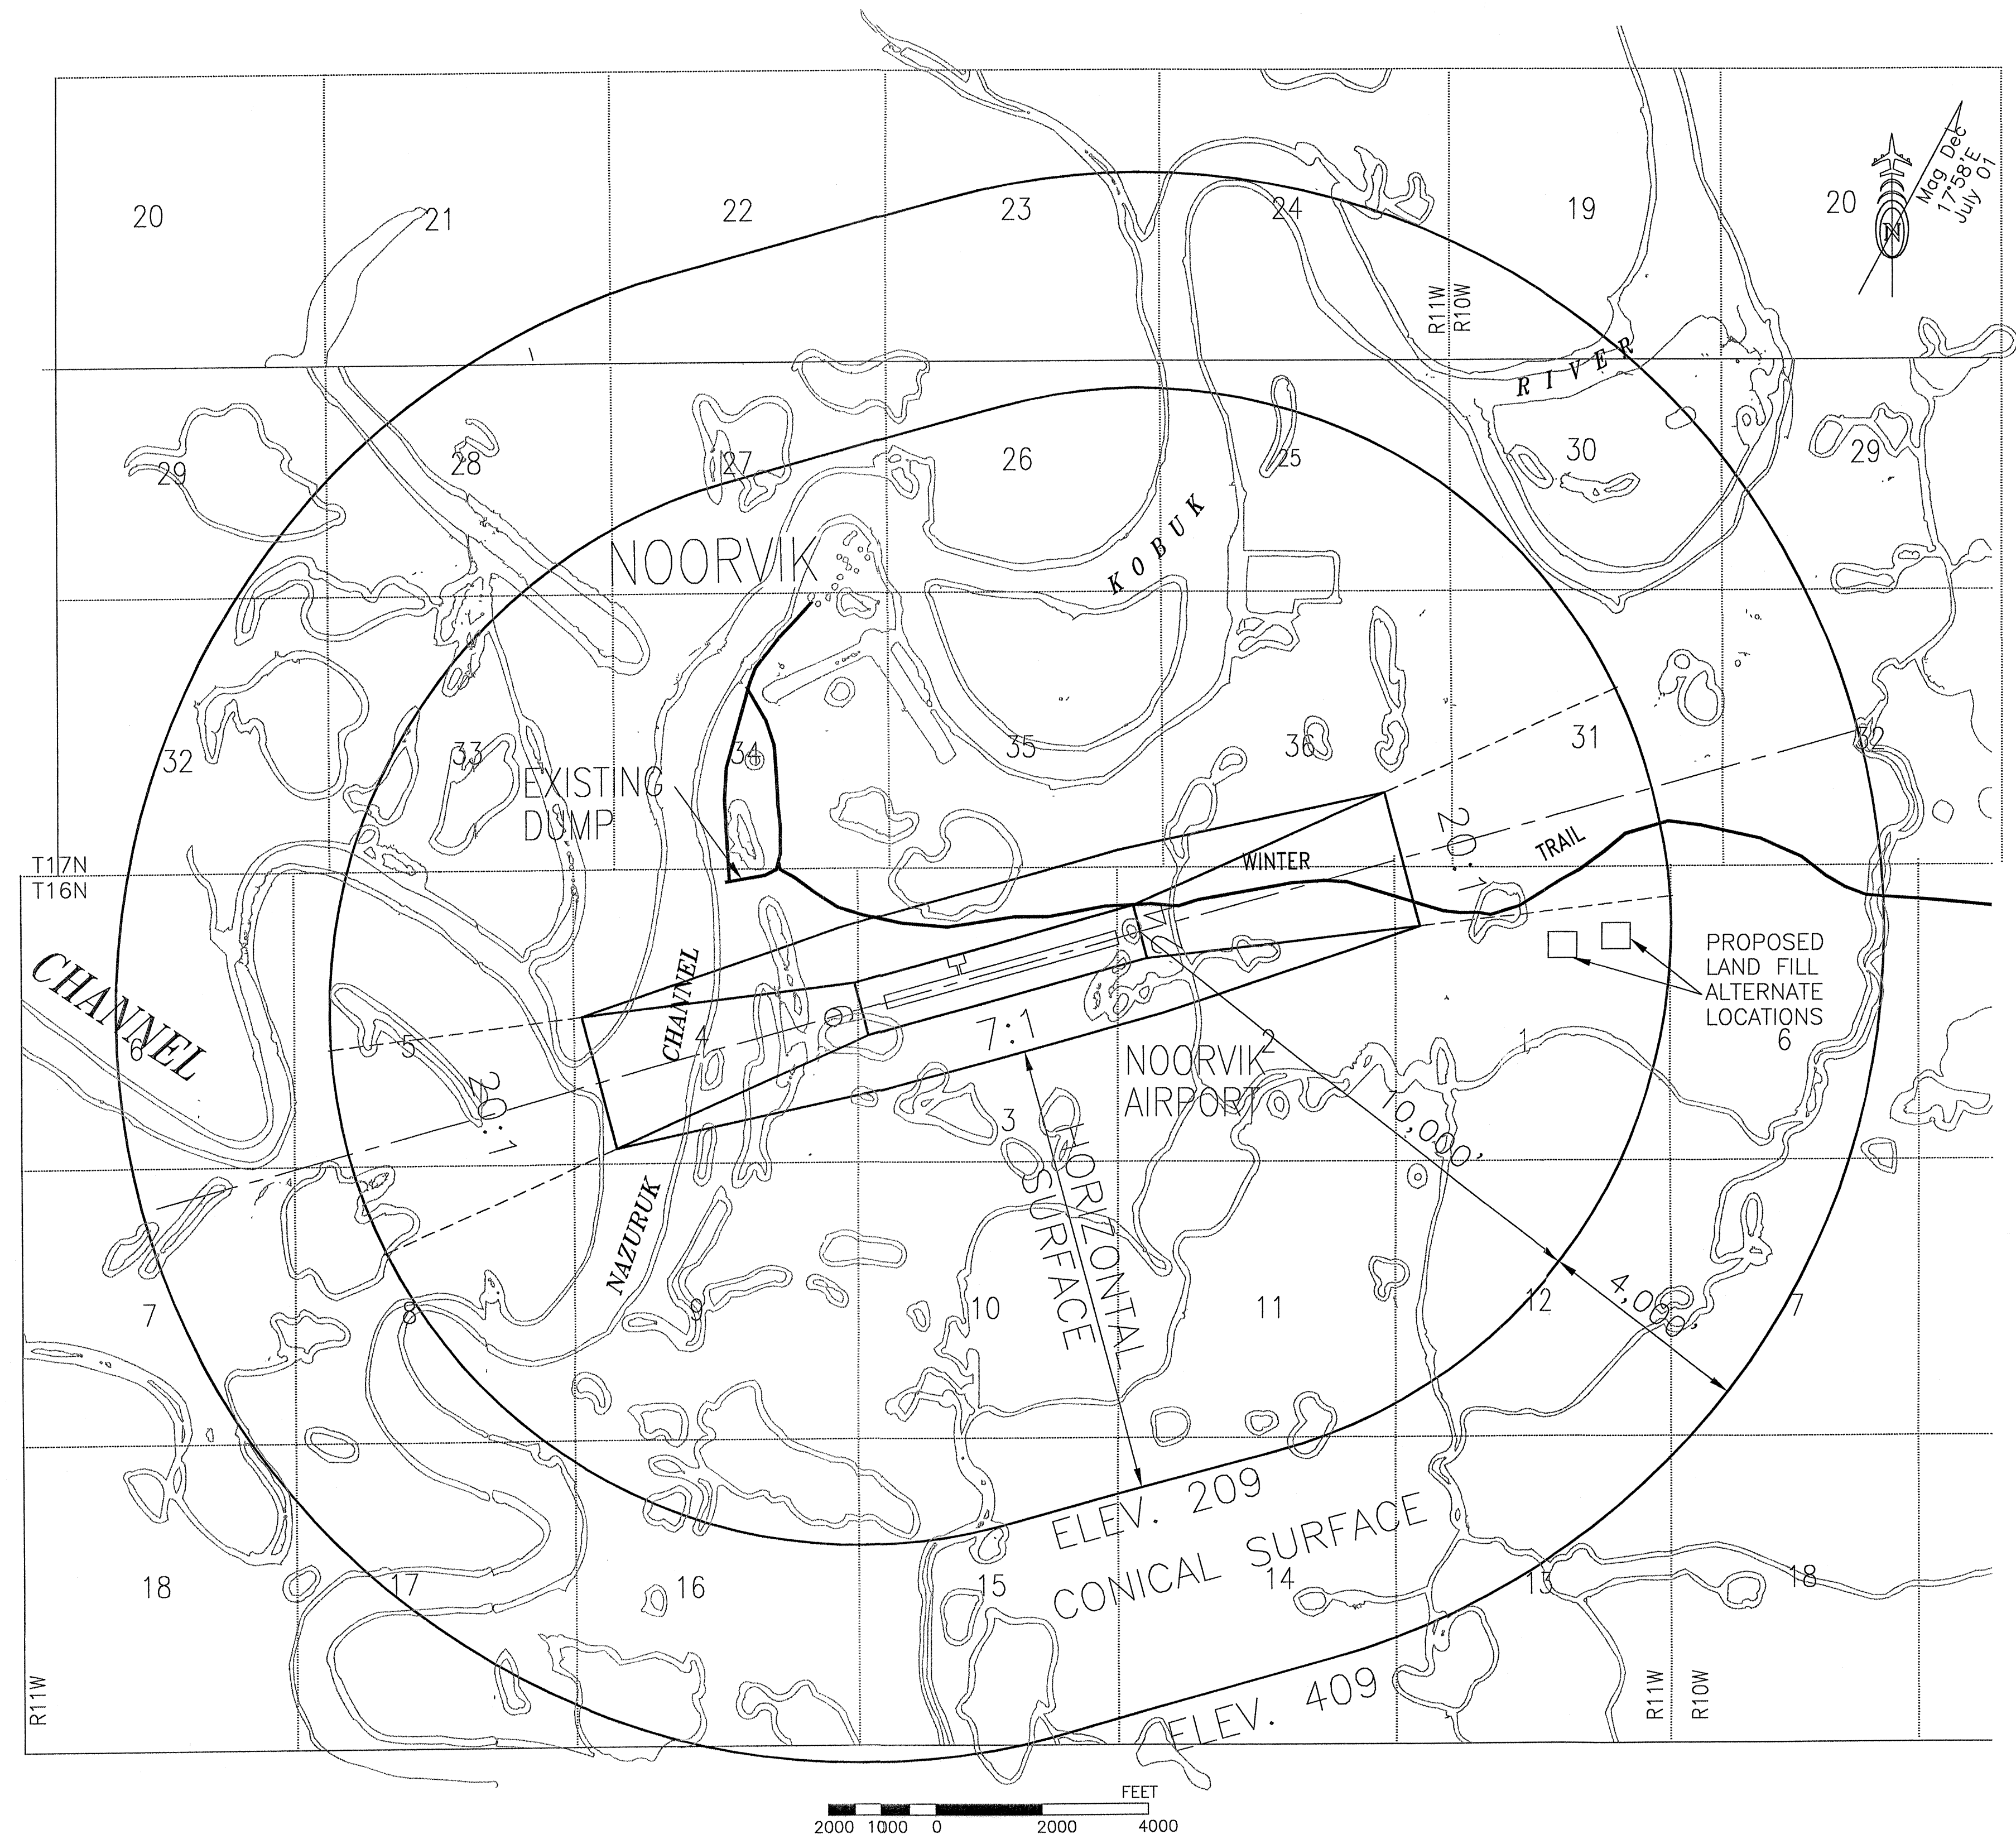 20
21
22
23
24
19
20
Mag Dec
17°58'E
July 01
N
R11W
R10W
RIVER
29
28
27
26
25
30
29
NOORVIK
KOBUK
32
33
34
35
36
31
32
EXISTING
DUMP
20:1
WINTER
TRAIL
T17N
T16N
CHANNEL
6
5
CHANNEL
4
7:1
3
NOORVIK
AIRPORT
2
1
PROPOSED
LAND FILL
ALTERNATE
LOCATIONS
6
20:1
HORIZONTAL
SURFACE
10,000'
NAZURUK
4,000'
7
8
9
10
11
12
7
ELEV. 209
CONICAL SURFACE
18
17
16
15
14
13
18
ELEV. 409
R11W
R11W
R10W
FEET
2000 1000 0 2000 4000